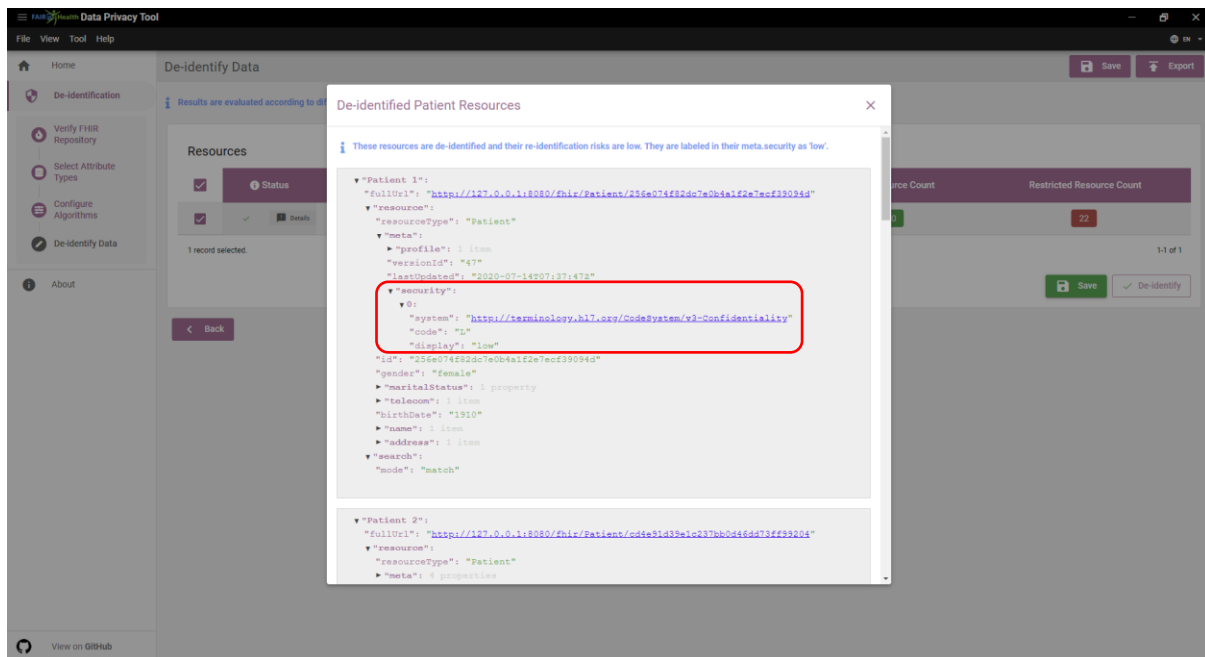 FAIR4Health Data Privacy Tool
File View Tool Help
EN
Home
De-identify Data
Save
Export
De-identification
Results are evaluated according to dif
Verify FHIR
Repository
Select Attribute
Types
Configure
Algorithms
De-identify Data
About
Resources
Status
Details
1 record selected.
Back
urce Count
Restricted Resource Count
0
22
1-1 of 1
Save
De-identify
De-identified Patient Resources
These resources are de-identified and their re-identification risks are low. They are labeled in their meta.security as 'low'.
"Patient 1":
"fullUrl": "http://127.0.0.1:8080/fhir/Patient/256e074f82dc7e0b4a1f2e7ecf39094d"
"resource":
"resourceType": "Patient"
"meta":
"profile": 1 item
"versionId": "47"
"lastUpdated": "2020-07-14T07:37:47Z"
"security":
0:
"system": "http://terminology.hl7.org/CodeSystem/v3-Confidentiality"
"code": "L"
"display": "low"
"id": "256e074f82dc7e0b4a1f2e7ecf39094d"
"gender": "female"
"maritalStatus": 1 property
"telecom": 1 item
"birthDate": "1910"
"name": 1 item
"address": 1 item
"search":
"mode": "match"
"Patient 2":
"fullUrl": "http://127.0.0.1:8080/fhir/Patient/cd4e91d39e1c237bb0d46dd73ff99204"
"resource":
"resourceType": "Patient"
"meta": 4 properties
View on GitHub